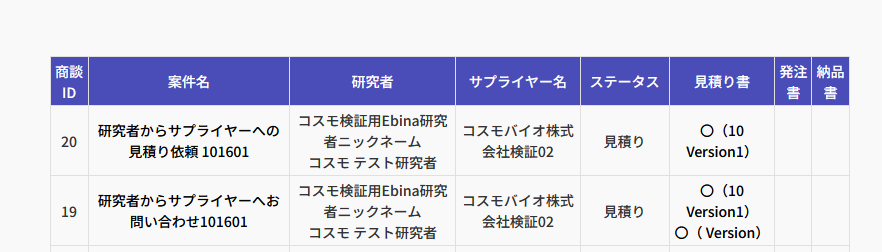 商談ID 案件名 研究者 サプライヤー名 ステータス 見積り書 発注書 納品書
20 研究者からサプライヤーへの見積り依頼 101601 コスモ検証用Ebina研究者ニックネーム コスモ テスト研究者 コスモバイオ株式会社検証02 見積り 〇（10 Version1）
19 研究者からサプライヤーへお問い合わせ101601 コスモ検証用Ebina研究者ニックネーム コスモ テスト研究者 コスモバイオ株式会社検証02 見積り 〇（10 Version1） 〇（ Version）